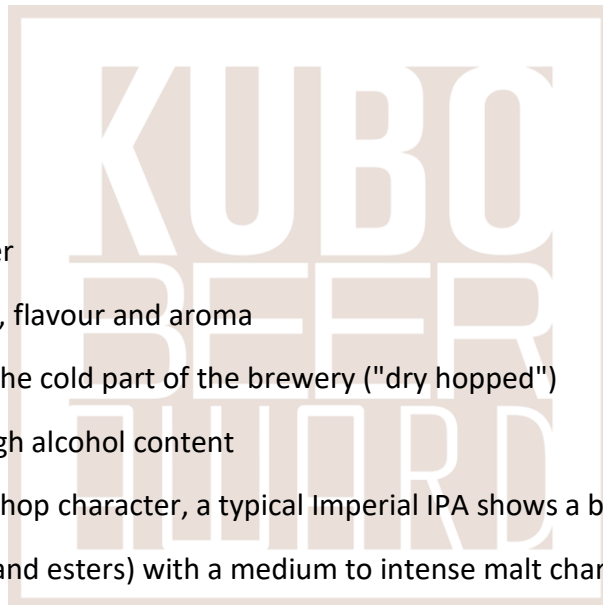 KUBO
BEER
AWARD
er
, flavour and aroma
he cold part of the brewery ("dry hopped")
gh alcohol content
hop character, a typical Imperial IPA shows a b
and esters) with a medium to intense malt char